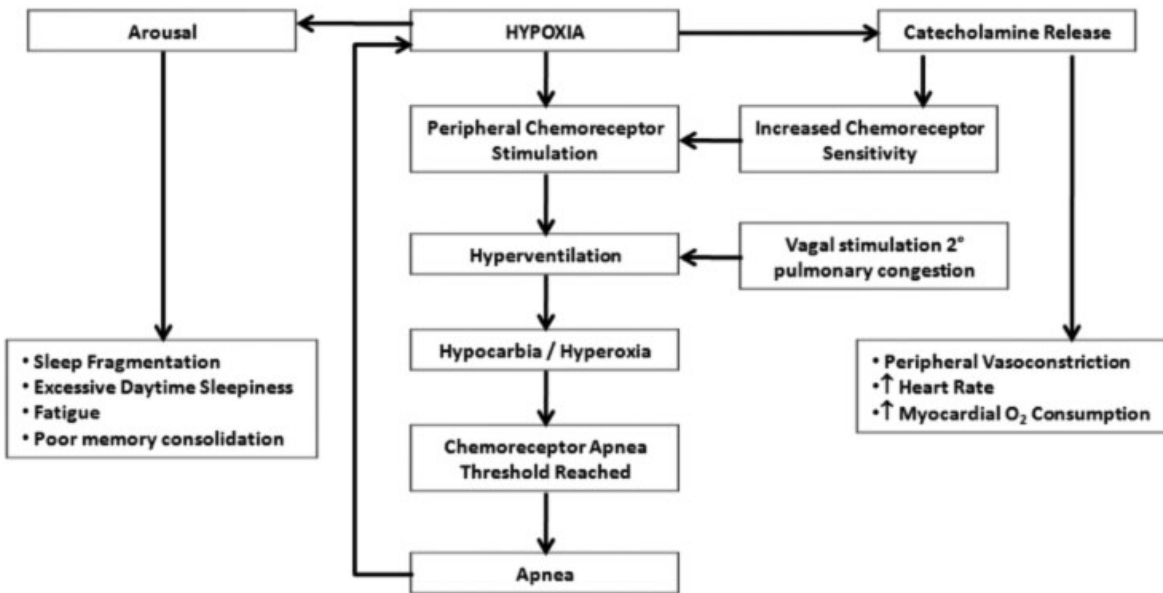 Arousal
HYPOXIA
Catecholamine Release
Peripheral Chemoreceptor
Stimulation
Increased Chemoreceptor
Sensitivity
Hyperventilation
Vagal stimulation 2°
pulmonary congestion
Hypocarbia / Hyperoxia
• Sleep Fragmentation
• Excessive Daytime Sleepiness
• Fatigue
• Poor memory consolidation
• Peripheral Vasoconstriction
•↑ Heart Rate
•↑ Myocardial O₂ Consumption
Chemoreceptor Apnea
Threshold Reached
Apnea